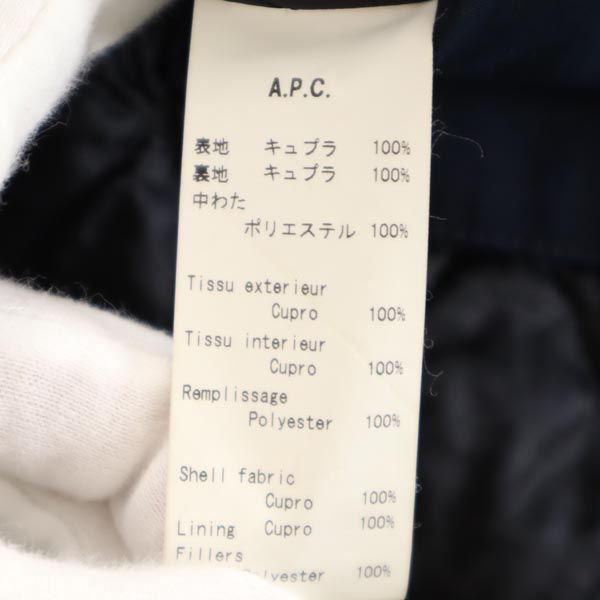 A.P.C.
表地 キュプラ 100%
裏地 キュプラ 100%
中わた
ポリエステル 100%
Tissu exterieur
Cupro 100%
Tissu interieur
Cupro 100%
Remplissage
Polyester 100%
Shell fabric
Cupro 100%
Lining Cupro 100%
Fillers
Polyester 100%